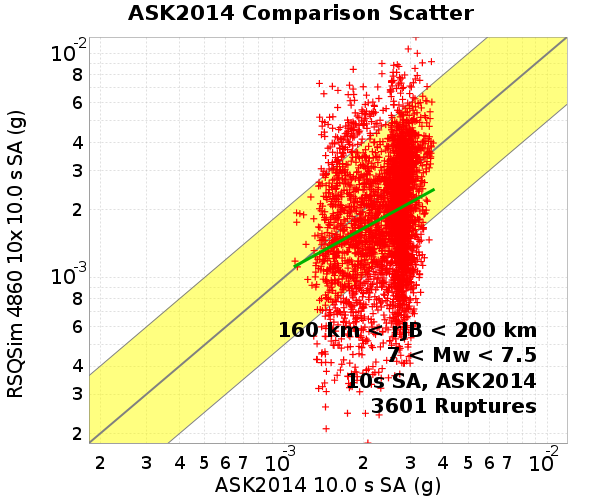 ASK2014 Comparison Scatter
RSQSim 4860 10x 10.0 s SA (g)
10-2
8
6
4
3
2
10-3
8
6
4
3
2
160 km < rJB < 200 km
7 < Mw < 7.5
10s SA, ASK2014
3601 Ruptures
2 3 4 5 6 7 10-3 2 3 4 5 6 7 10-2
ASK2014 10.0 s SA (g)